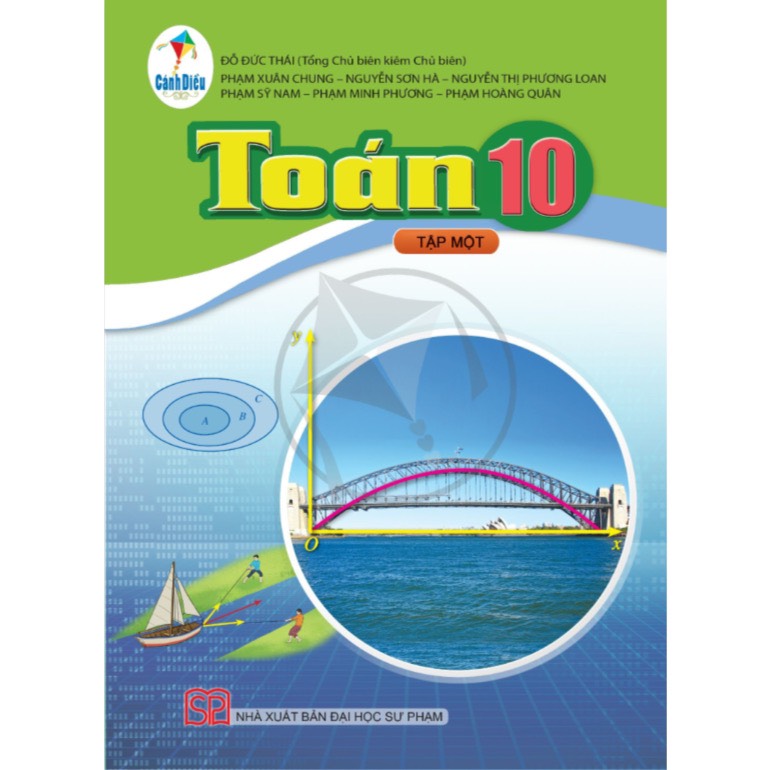 Cánh Diều
ĐỖ ĐỨC THÁI (Tổng Chủ biên kiêm Chủ biên)
PHẠM XUÂN CHUNG – NGUYỄN SƠN HÀ – NGUYỄN THỊ PHƯƠNG LOAN
PHẠM SỸ NAM – PHẠM MINH PHƯƠNG – PHẠM HOÀNG QUÂN
Toán 10
TẬP MỘT
y
C
B
A
O
x
SP
NHÀ XUẤT BẢN ĐẠI HỌC SƯ PHẠM